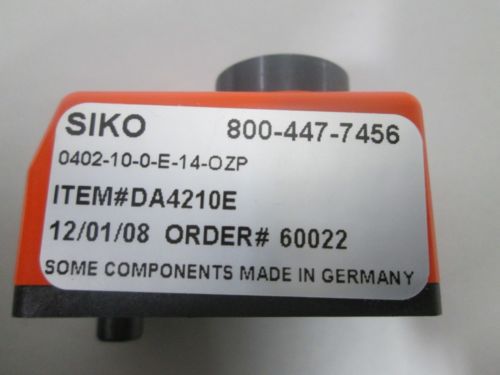 SIKO 800-447-7456
0402-10-0-E-14-OZP
ITEM#DA4210E
12/01/08 ORDER# 60022
SOME COMPONENTS MADE IN GERMANY